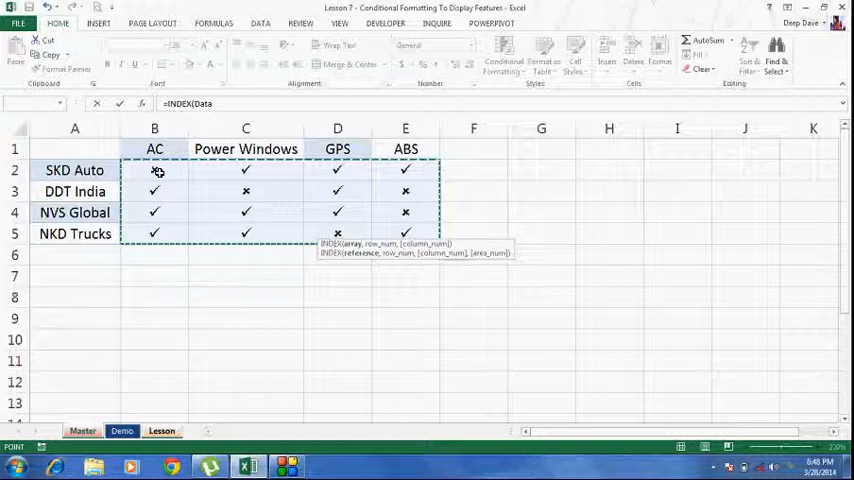 Lesson 7 - Conditional Formatting To Display Features - Excel
FILE HOME INSERT PAGE LAYOUT FORMULAS DATA REVIEW VIEW DEVELOPER INQUIRE POWERPIVOT Deep Dave
Cut
Copy
Format Painter
Paste
B I U
Wrap Text
Merge & Center
General
$ % ,
Conditional Formatting
Format as Table
Cell Styles
Insert Delete Format
AutoSum
Fill
Clear
Sort & Filter
Find & Select
Clipboard Font Alignment Number Styles Cells Editing
fx =INDEX(Data
A B C D E F G H I J K
1 AC Power Windows GPS ABS
2 SKD Auto × ✓ ✓ ✓
3 DDT India ✓ × ✓ ×
4 NVS Global ✓ ✓ ✓ ×
5 NKD Trucks ✓ ✓ × ✓
INDEX(array, row_num, [column_num])
INDEX(reference, row_num, [column_num], [area_num])
6
7
8
9
10
11
12
13
Master Demo Lesson
POINT 220%
6:48 PM
3/28/2014